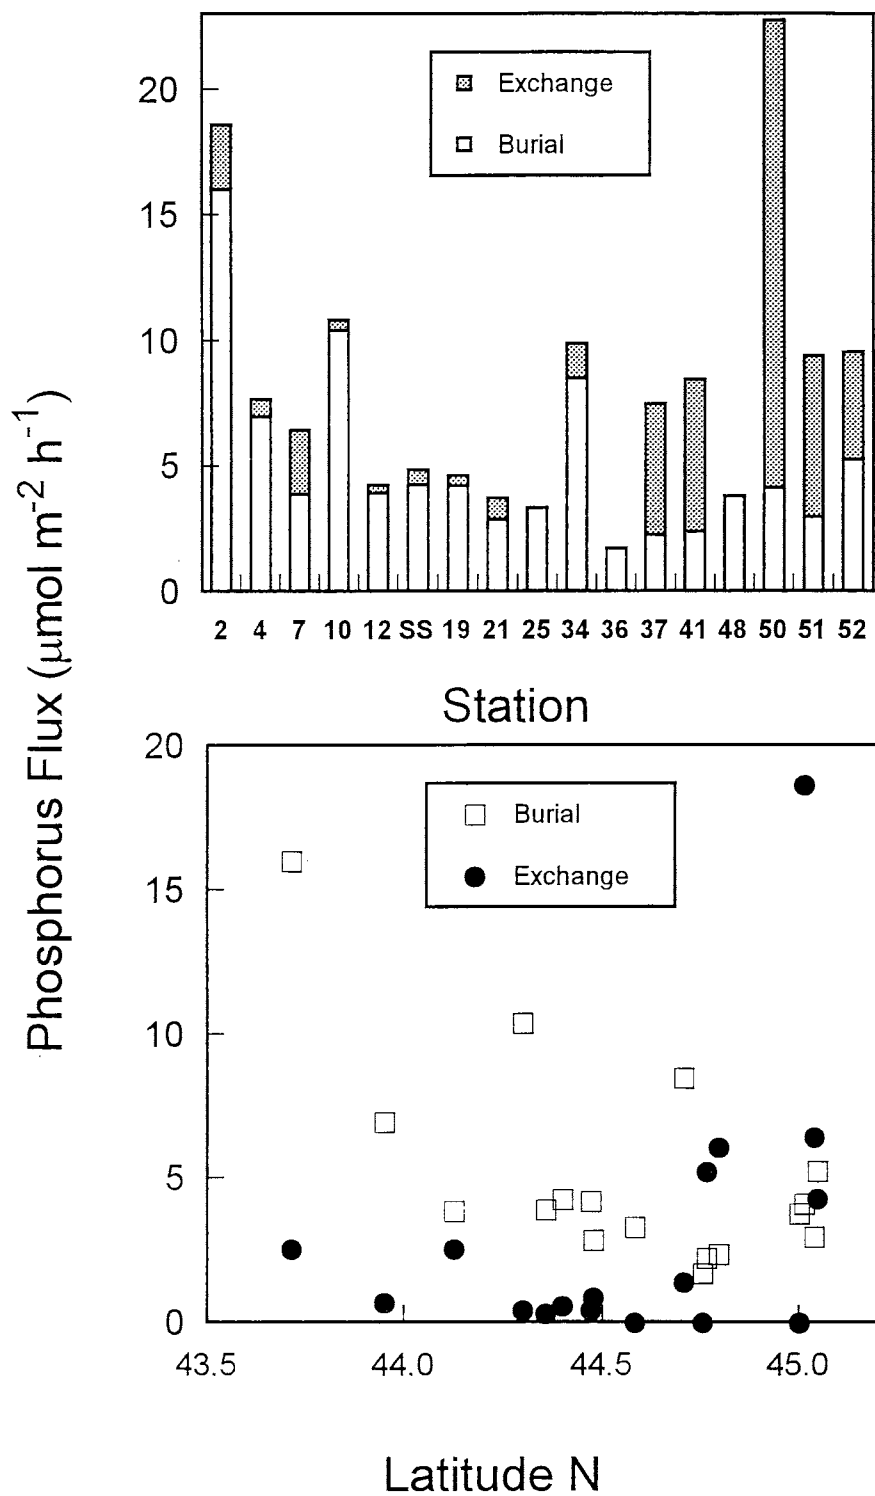 Phosphorus Flux (μmol m⁻² h⁻¹)
20
15
10
5
0
Exchange
Burial
2 4 7 10 12 SS 19 21 25 34 36 37 41 48 50 51 52
Station
20
15
10
5
0
Burial
Exchange
43.5 44.0 44.5 45.0
Latitude N